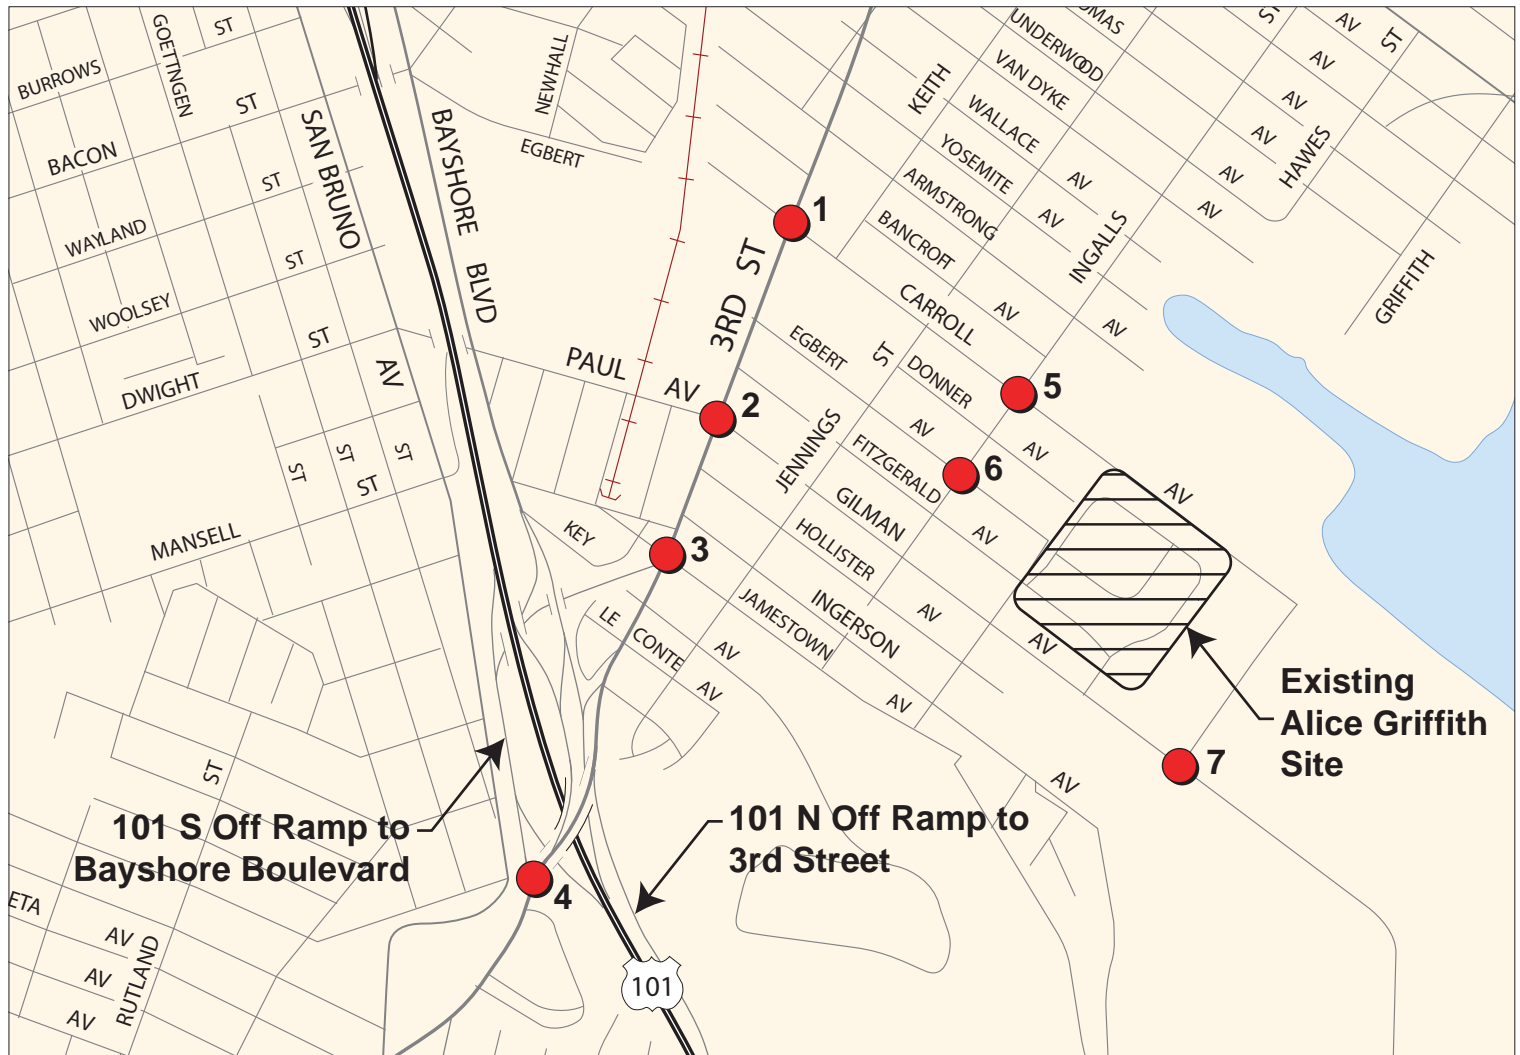 ST
GOETTNGEN
BURROWS
ST
BACON
ST
WAYLAND
ST
WOOLSEY
ST
DWIGHT
SAN BRUNO
AV
ST
ST
ST
ST
MANSELL
BAYSHORE
BLVD
NEWHALL
EGBERT
PAUL
AV
3RD
ST
KEITH
UNDERWOOD
VAN DYKE
WALLACE
YOSEMITE
ARMSTRONG
BANCROFT
CARROLL
AV
AV
AV
AV
AV
AV
AV
AV
AV
AV
AV
ST
ST
HAWES
GRIFFITH
INGALLS
EGBERT
ST
DONNER
AV
AV
AV
JENNINGS
FITZGERALD
AV
GILMAN
AV
HOLLISTER
AV
INGERSON
AV
JAMESTOWN
AV
KEY
AV
LE
CONTE
AV
1
2
3
4
5
6
7
Existing
Alice Griffith
Site
101 S Off Ramp to
Bayshore Boulevard
101 N Off Ramp to
3rd Street
101
ST
ETA
AV
AV
AV
RUTLAND